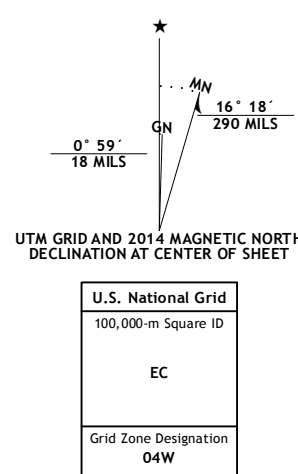 ★
MN
GN
16° 18´
290 MILS
0° 59´
18 MILS
UTM GRID AND 2014 MAGNETIC NORTH
DECLINATION AT CENTER OF SHEET
U.S. National Grid
100,000-m Square ID
EC
Grid Zone Designation
04W